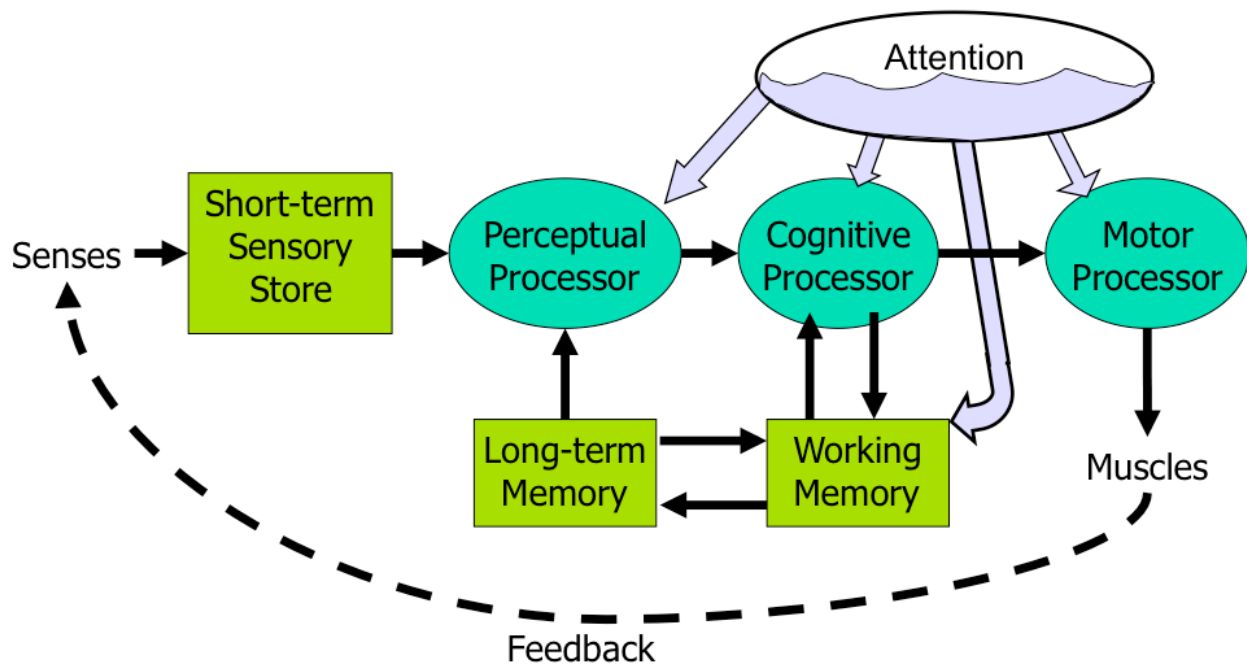 Attention
Short-term
Sensory
Store
Senses
Perceptual
Processor
Cognitive
Processor
Motor
Processor
Long-term
Memory
Working
Memory
Muscles
Feedback